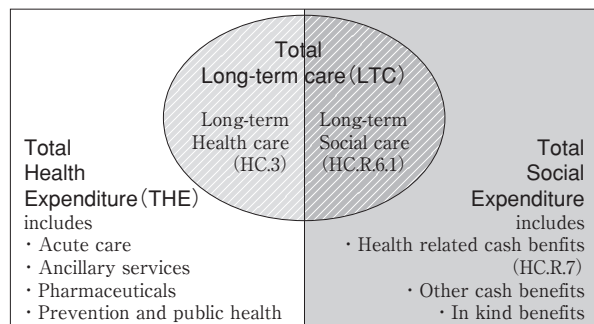 Total
Long-term care(LTC)
Long-term
Health care
(HC.3)
Long-term
Social care
(HC.R.6.1)
Total
Health
Expenditure(THE)
includes
・Acute care
・Ancillary services
・Pharmaceuticals
・Prevention and public health
Total
Social
Expenditure
includes
・Health related cash benfits
(HC.R.7)
・Other cash benefits
・In kind benefits